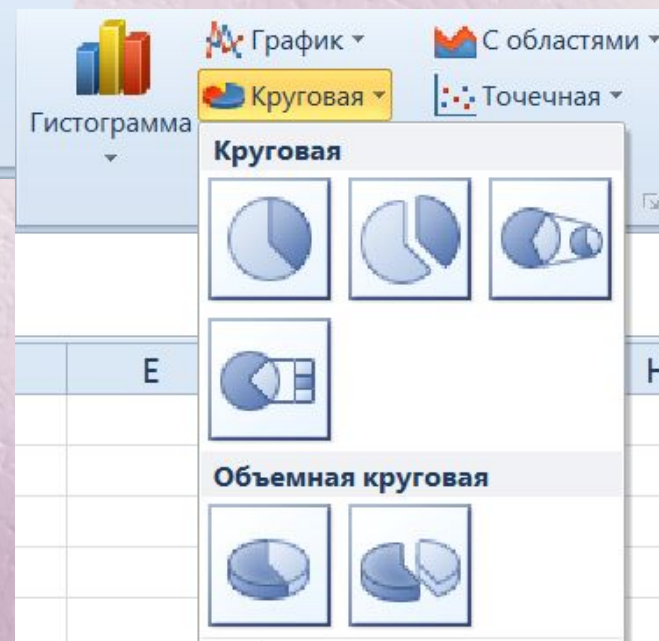 График
С областями
Гистограмма
Круговая
Точечная
Круговая
E
H
Объемная круговая